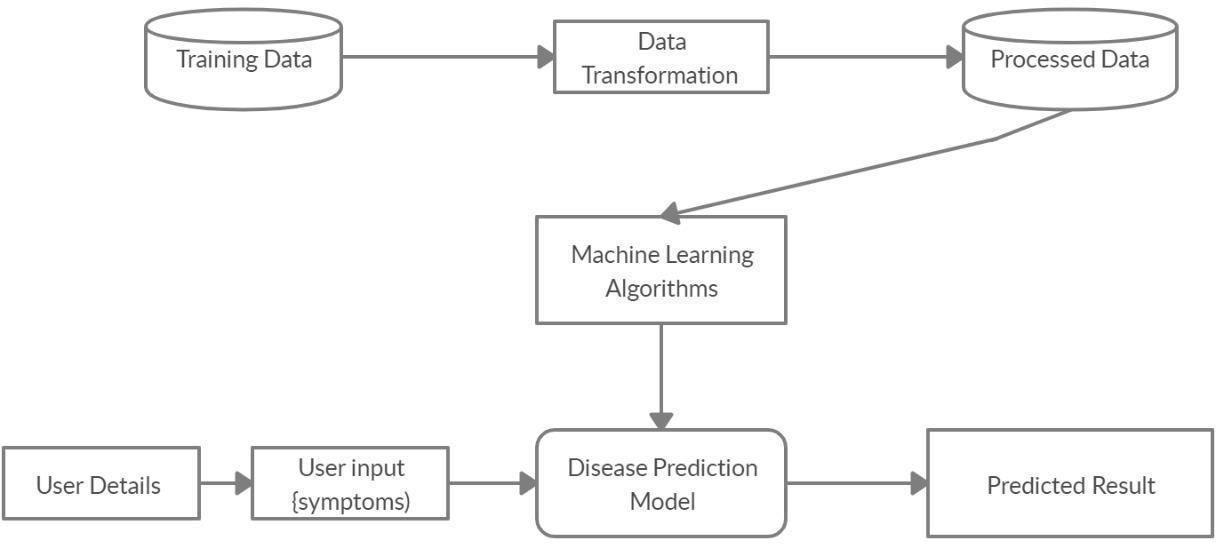 Training Data
Data
Transformation
Processed Data
Machine Learning
Algorithms
User Details
User input
{symptoms)
Disease Prediction
Model
Predicted Result